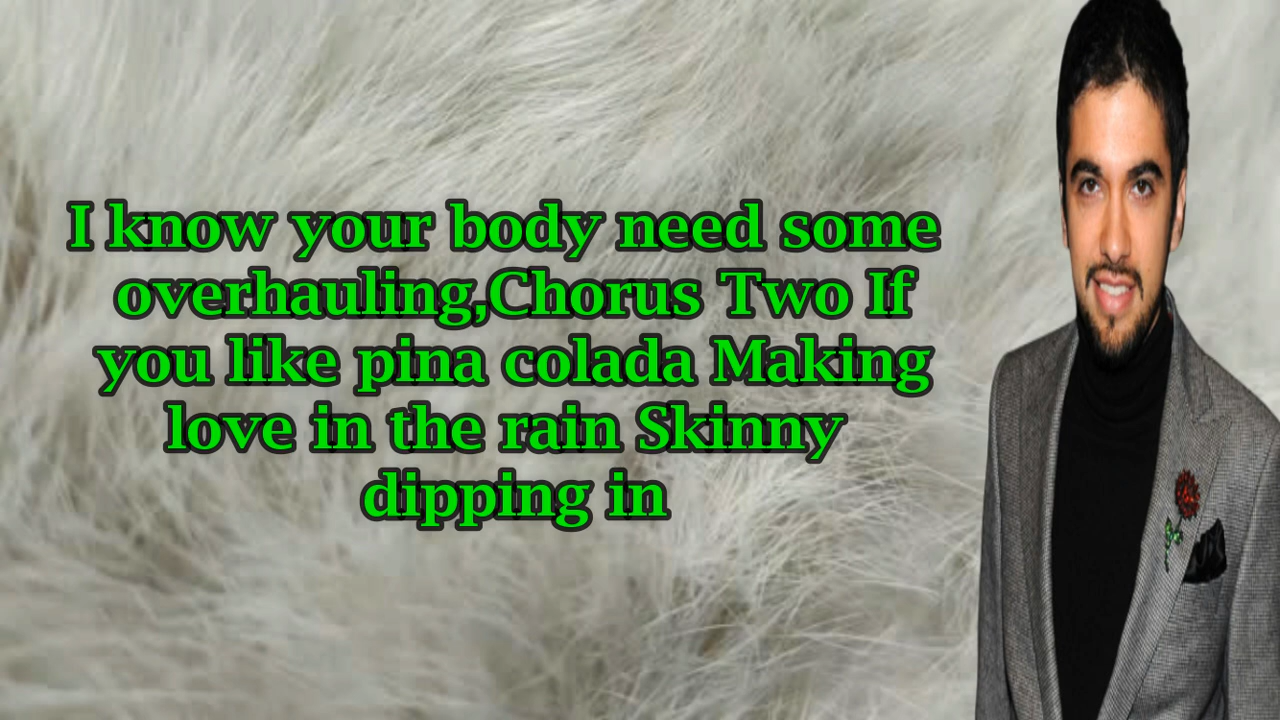 I know your body need some
overhauling,Chorus Two If
you like pina colada Making
love in the rain Skinny
dipping in